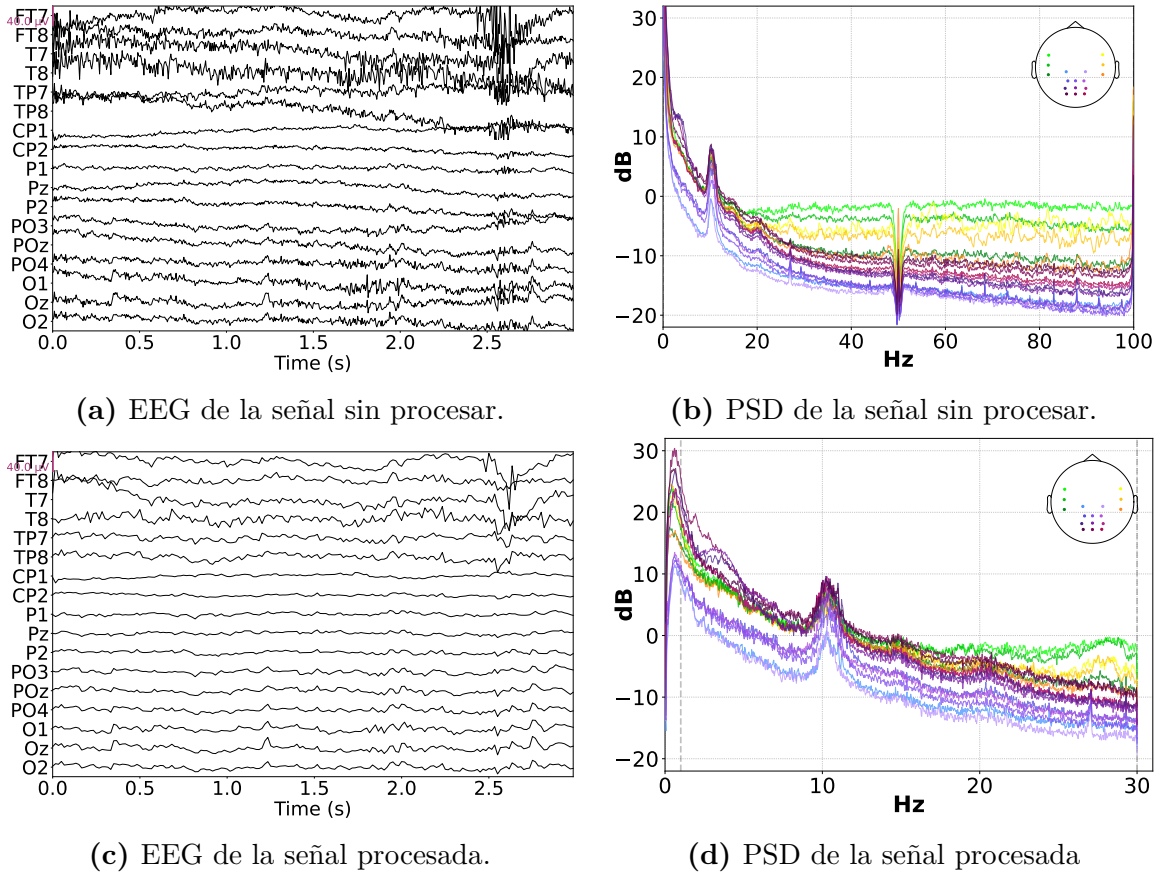 FT7
40.0 µV
FT8
T7
T8
TP7
TP8
CP1
CP2
P1
Pz
P2
PO3
POz
PO4
O1
Oz
O2
0.0 0.5 1.0 1.5 2.0 2.5
Time (s)
30
20
10
0
−10
−20
dB
0 20 40 60 80 100
Hz
(a) EEG de la señal sin procesar.
(b) PSD de la señal sin procesar.
FT7
40.0 µV
FT8
T7
T8
TP7
TP8
CP1
CP2
P1
Pz
P2
PO3
POz
PO4
O1
Oz
O2
0.0 0.5 1.0 1.5 2.0 2.5
Time (s)
30
20
10
0
−10
−20
dB
0 10 20 30
Hz
(c) EEG de la señal procesada.
(d) PSD de la señal procesada